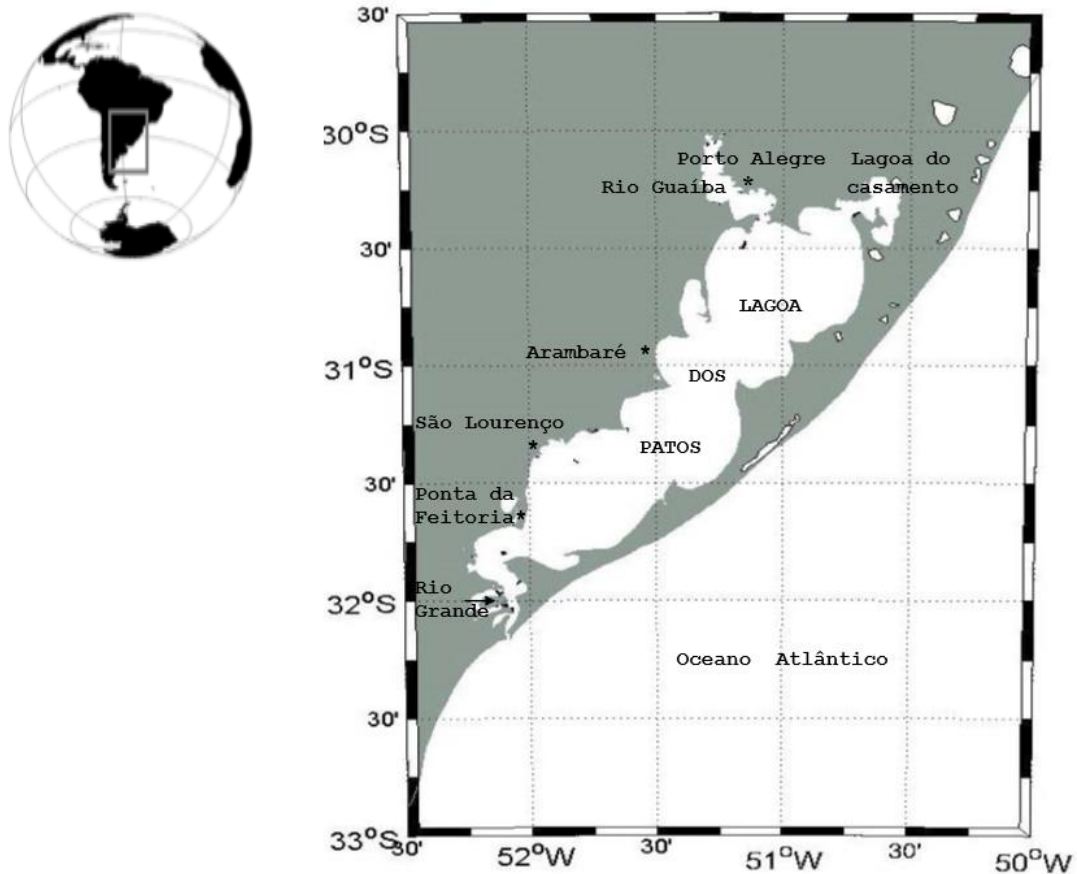 30'
30°S
Porto Alegre
Lagoa do
Rio Guaíba
*
casamento
30'
LAGOA
Arambaré *
31°S
DOS
São Lourenço
*
PATOS
30'
Ponta da
Feitoria*
Rio
Grande
32°S
Oceano Atlântico
30'
33°S
30'
52°W
30'
51°W
30'
50°W